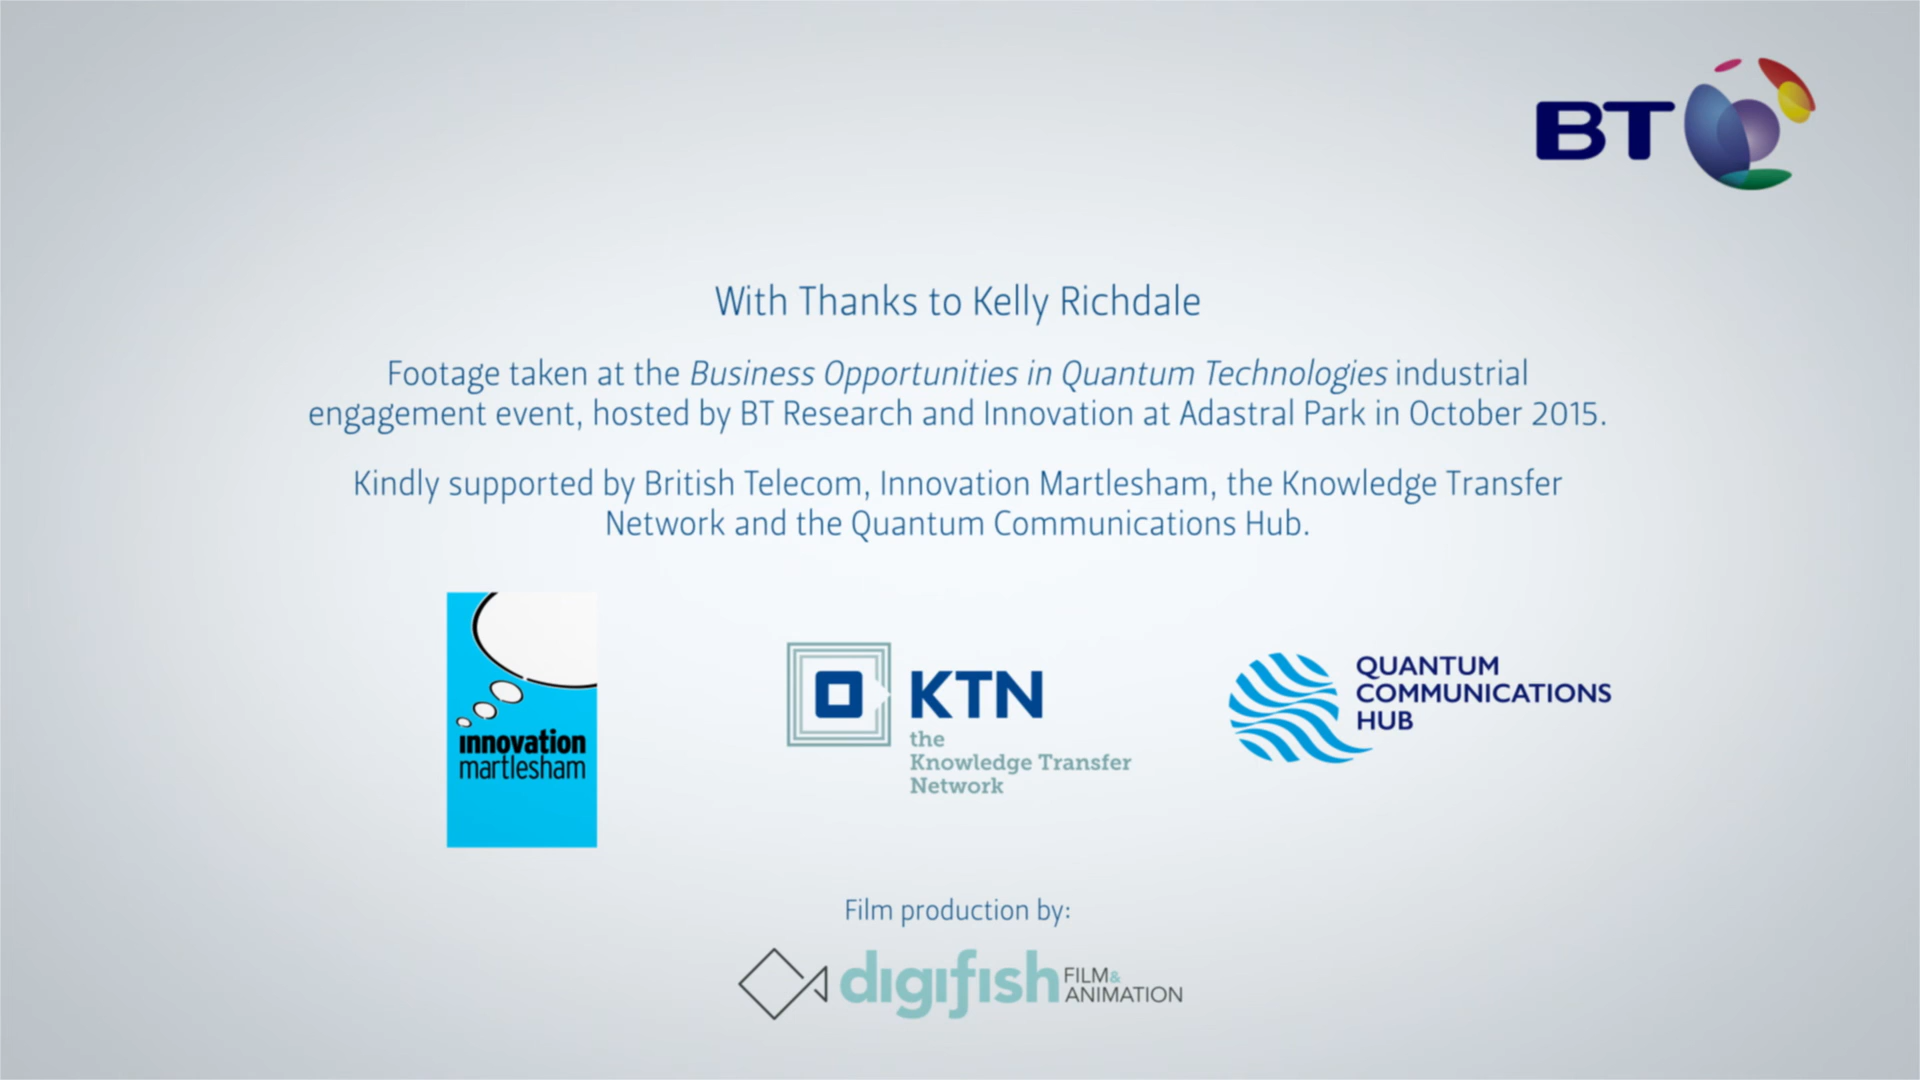 BT
With Thanks to Kelly Richdale
Footage taken at the Business Opportunities in Quantum Technologies industrial
engagement event, hosted by BT Research and Innovation at Adastral Park in October 2015.
Kindly supported by British Telecom, Innovation Martlesham, the Knowledge Transfer
Network and the Quantum Communications Hub.
innovation
martlesham
KTN
the
Knowledge Transfer
Network
QUANTUM
COMMUNICATIONS
HUB
Film production by:
digifish FILM&
ANIMATION